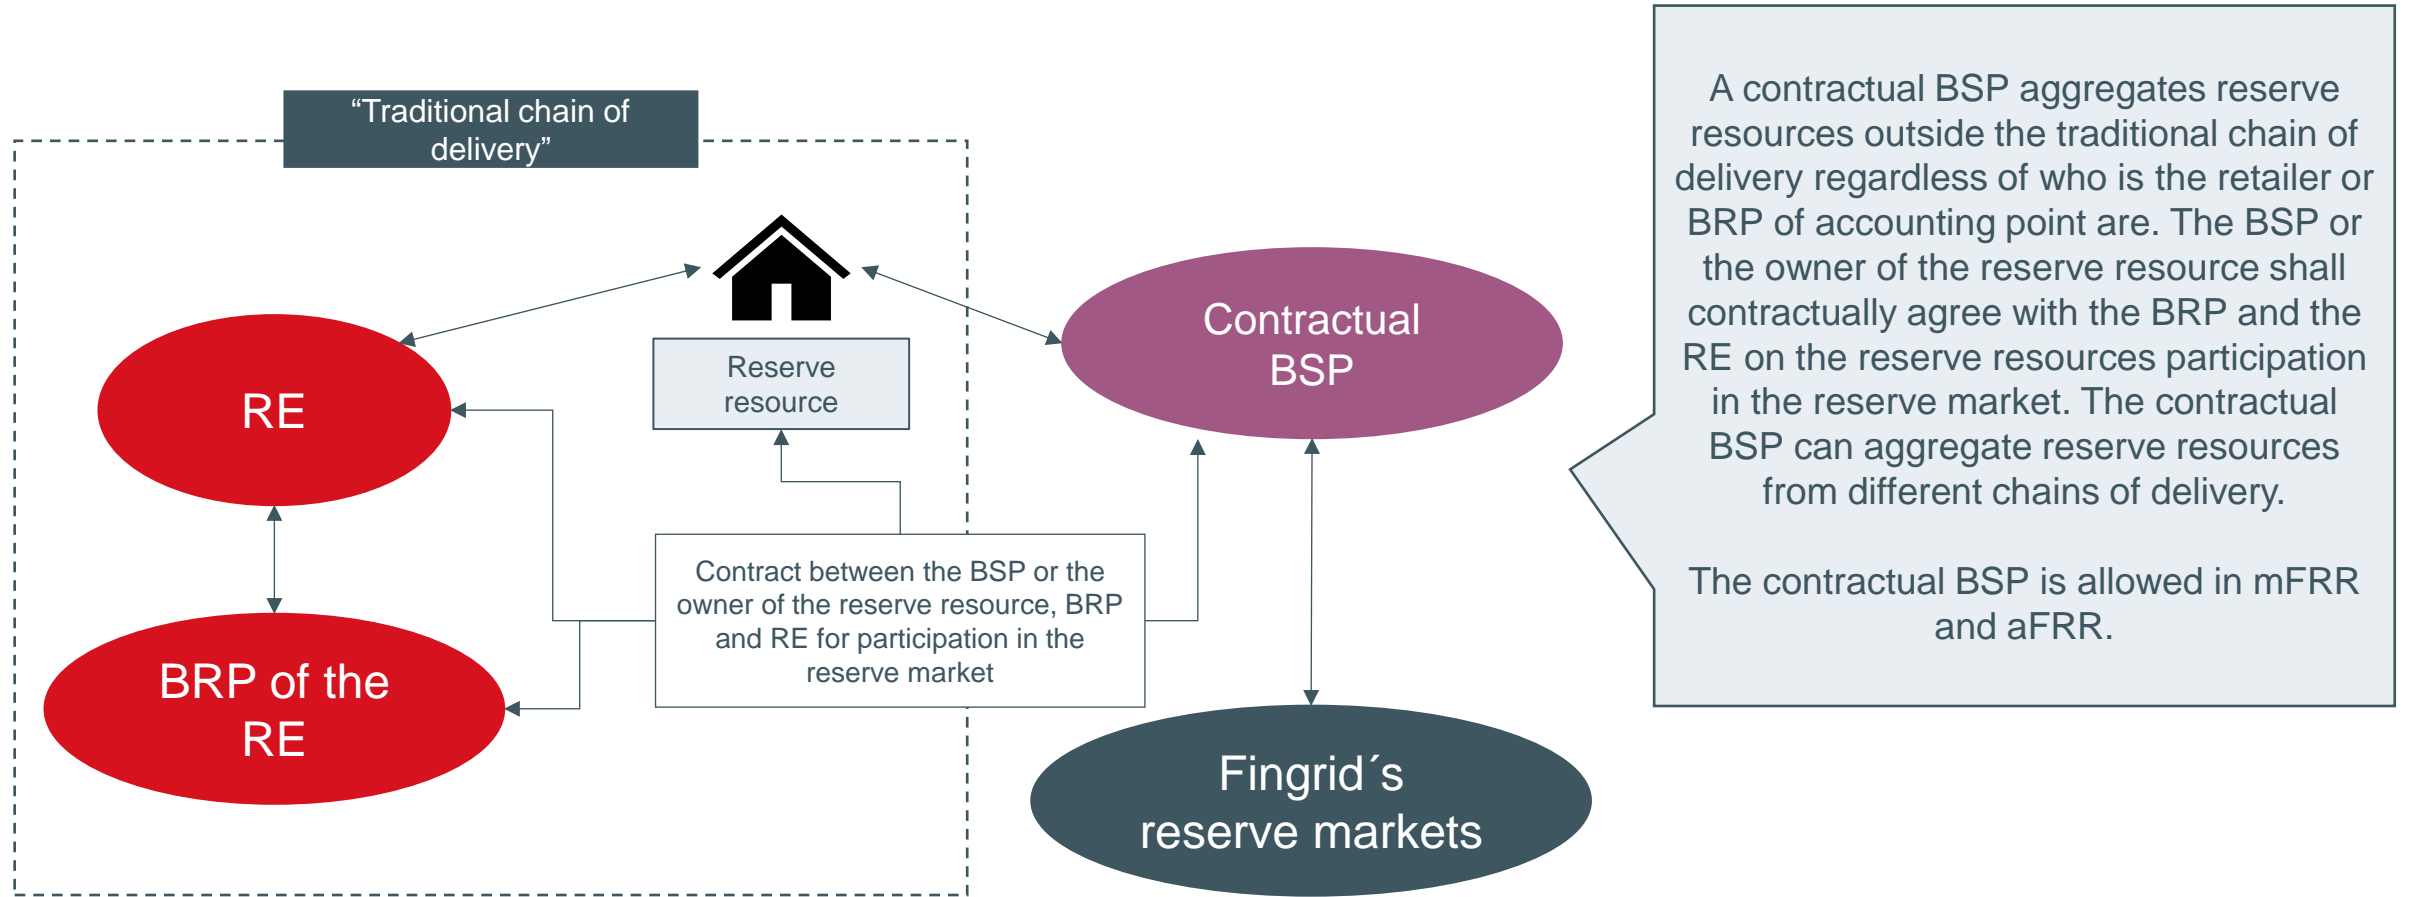 “Traditional chain of
delivery”
RE
BRP of the
RE
Reserve
resource
Contract between the BSP or the
owner of the reserve resource, BRP
and RE for participation in the
reserve market
Contractual
BSP
Fingrid´s
reserve markets
A contractual BSP aggregates reserve
resources outside the traditional chain of
delivery regardless of who is the retailer or
BRP of accounting point are. The BSP or
the owner of the reserve resource shall
contractually agree with the BRP and the
RE on the reserve resources participation
in the reserve market. The contractual
BSP can aggregate reserve resources
from different chains of delivery.
The contractual BSP is allowed in mFRR
and aFRR.